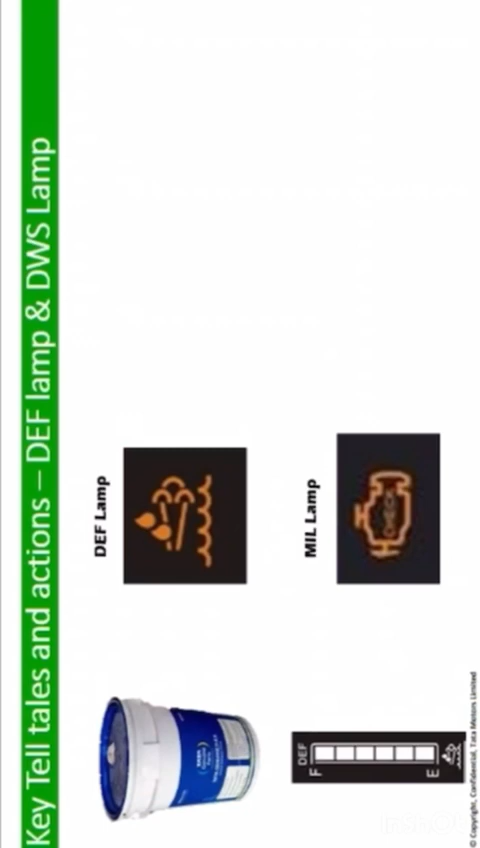 Key Tell tales and actions – DEF lamp & DWS Lamp
DEF Lamp
DEF
F
E
MIL Lamp
CHECK
© Copyright, Confidential, Tata Motors Limited